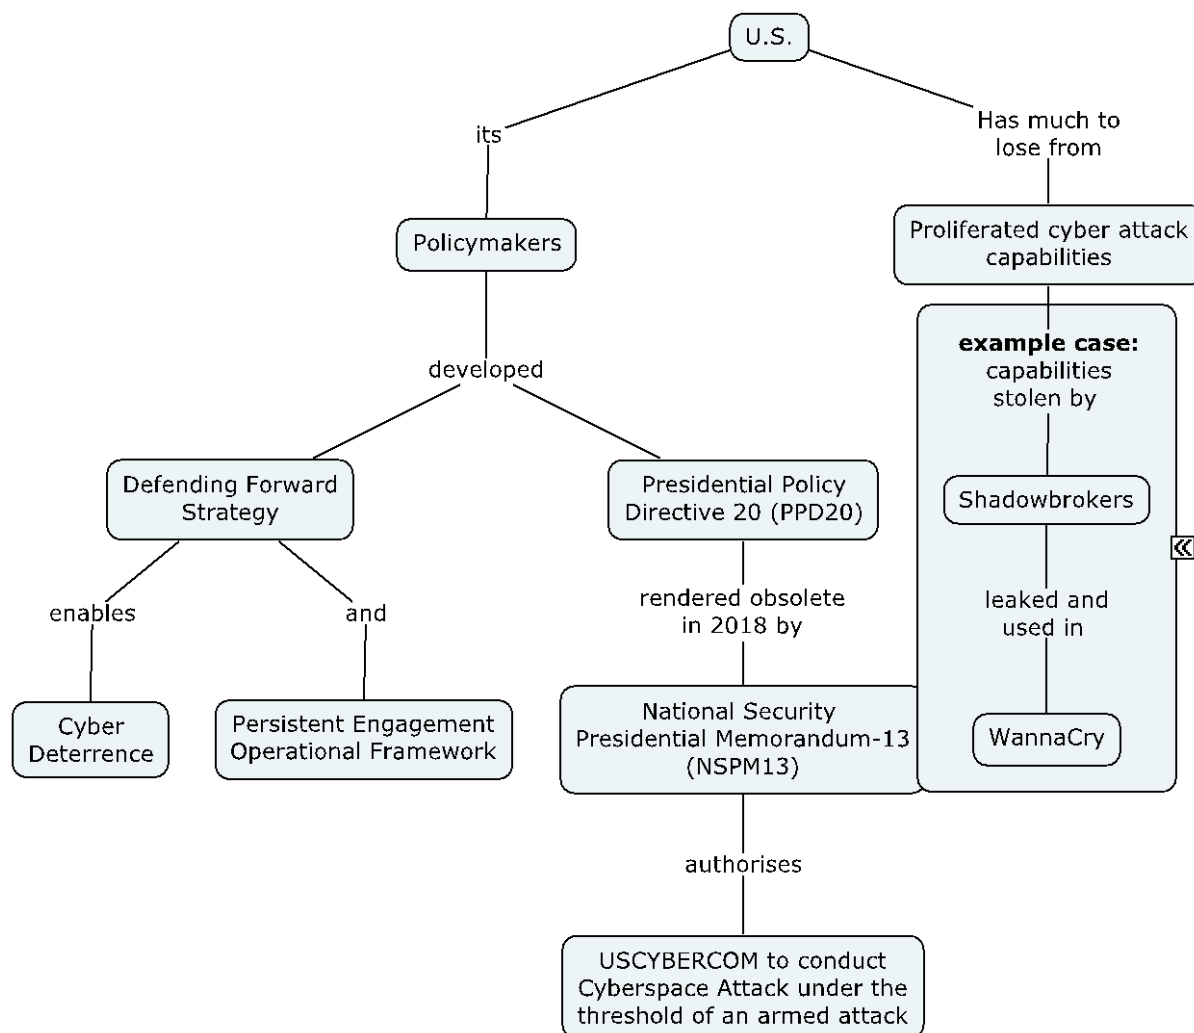 U.S.
its
Has much to
lose from
Policymakers
Proliferated cyber attack
capabilities
developed
example case:
capabilities
stolen by
Defending Forward
Strategy
Presidential Policy
Directive 20 (PPD20)
Shadowbrokers
enables
and
rendered obsolete
in 2018 by
leaked and
used in
Cyber
Deterrence
Persistent Engagement
Operational Framework
National Security
Presidential Memorandum-13
(NSPM13)
WannaCry
authorises
USCYBERCOM to conduct
Cyberspace Attack under the
threshold of an armed attack